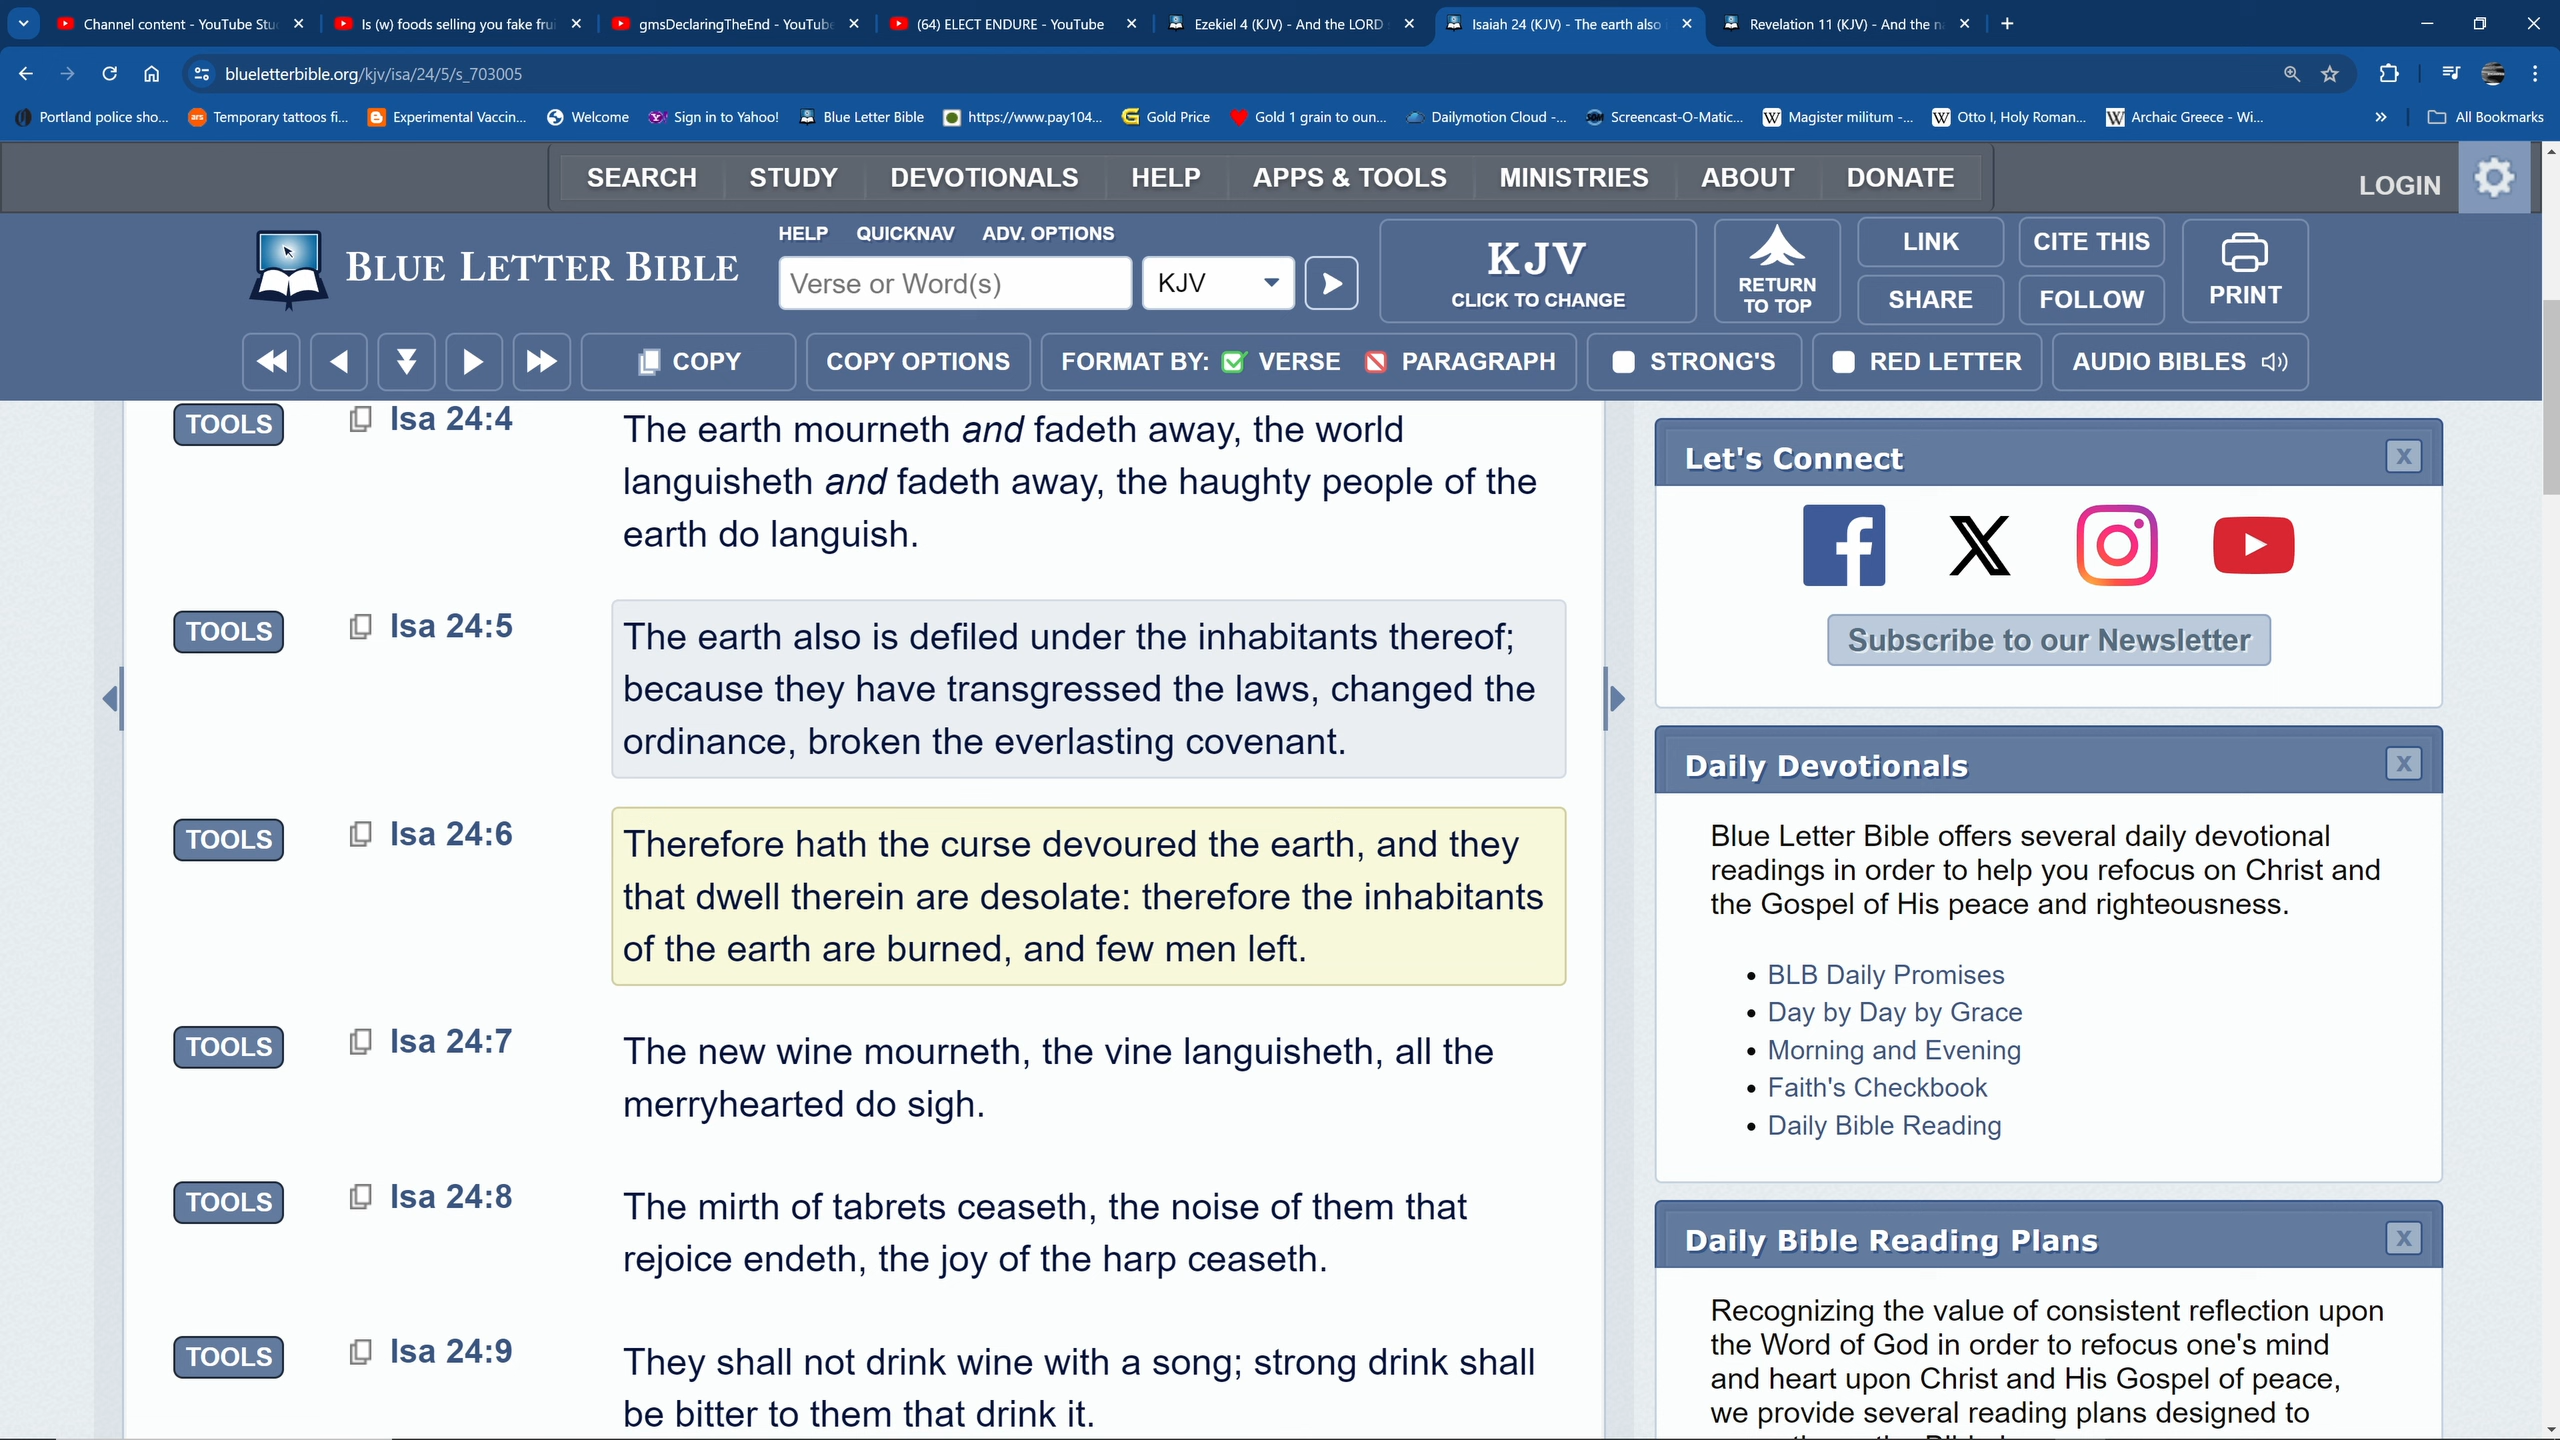 Channel content - YouTube Stu
Is (w) foods selling you fake fru
gmsDeclaringTheEnd - YouTube
(64) ELECT ENDURE - YouTube
Ezekiel 4 (KJV) - And the LORD
Isaiah 24 (KJV) - The earth also
Revelation 11 (KJV) - And the
blueletterbible.org/kjv/isa/24/5/s_703005
Portland police sho...
Temporary tattoos fi...
Experimental Vaccin...
Welcome
Sign in to Yahoo!
Blue Letter Bible
https://www.pay104...
Gold Price
Gold 1 grain to oun...
Dailymotion Cloud -...
Screencast-O-Matic...
Magister militum -...
Otto I, Holy Roman...
Archaic Greece - Wi...
All Bookmarks
SEARCH STUDY DEVOTIONALS HELP APPS & TOOLS MINISTRIES ABOUT DONATE
LOGIN
BLUE LETTER BIBLE
HELP QUICKNAV ADV. OPTIONS
Verse or Word(s)
KJV
KJV
CLICK TO CHANGE
RETURN
TO TOP
LINK
CITE THIS
SHARE
FOLLOW
PRINT
COPY
COPY OPTIONS
FORMAT BY: VERSE PARAGRAPH
STRONG'S
RED LETTER
AUDIO BIBLES
TOOLS
Isa 24:4
The earth mourneth and fadeth away, the world
languisheth and fadeth away, the haughty people of the
earth do languish.
TOOLS
Isa 24:5
The earth also is defiled under the inhabitants thereof;
because they have transgressed the laws, changed the
ordinance, broken the everlasting covenant.
TOOLS
Isa 24:6
Therefore hath the curse devoured the earth, and they
that dwell therein are desolate: therefore the inhabitants
of the earth are burned, and few men left.
TOOLS
Isa 24:7
The new wine mourneth, the vine languisheth, all the
merryhearted do sigh.
TOOLS
Isa 24:8
The mirth of tabrets ceaseth, the noise of them that
rejoice endeth, the joy of the harp ceaseth.
TOOLS
Isa 24:9
They shall not drink wine with a song; strong drink shall
be bitter to them that drink it.
Let's Connect
X
Subscribe to our Newsletter
Daily Devotionals
X
Blue Letter Bible offers several daily devotional
readings in order to help you refocus on Christ and
the Gospel of His peace and righteousness.
BLB Daily Promises
Day by Day by Grace
Morning and Evening
Faith's Checkbook
Daily Bible Reading
Daily Bible Reading Plans
X
Recognizing the value of consistent reflection upon
the Word of God in order to refocus one's mind
and heart upon Christ and His Gospel of peace,
we provide several reading plans designed to